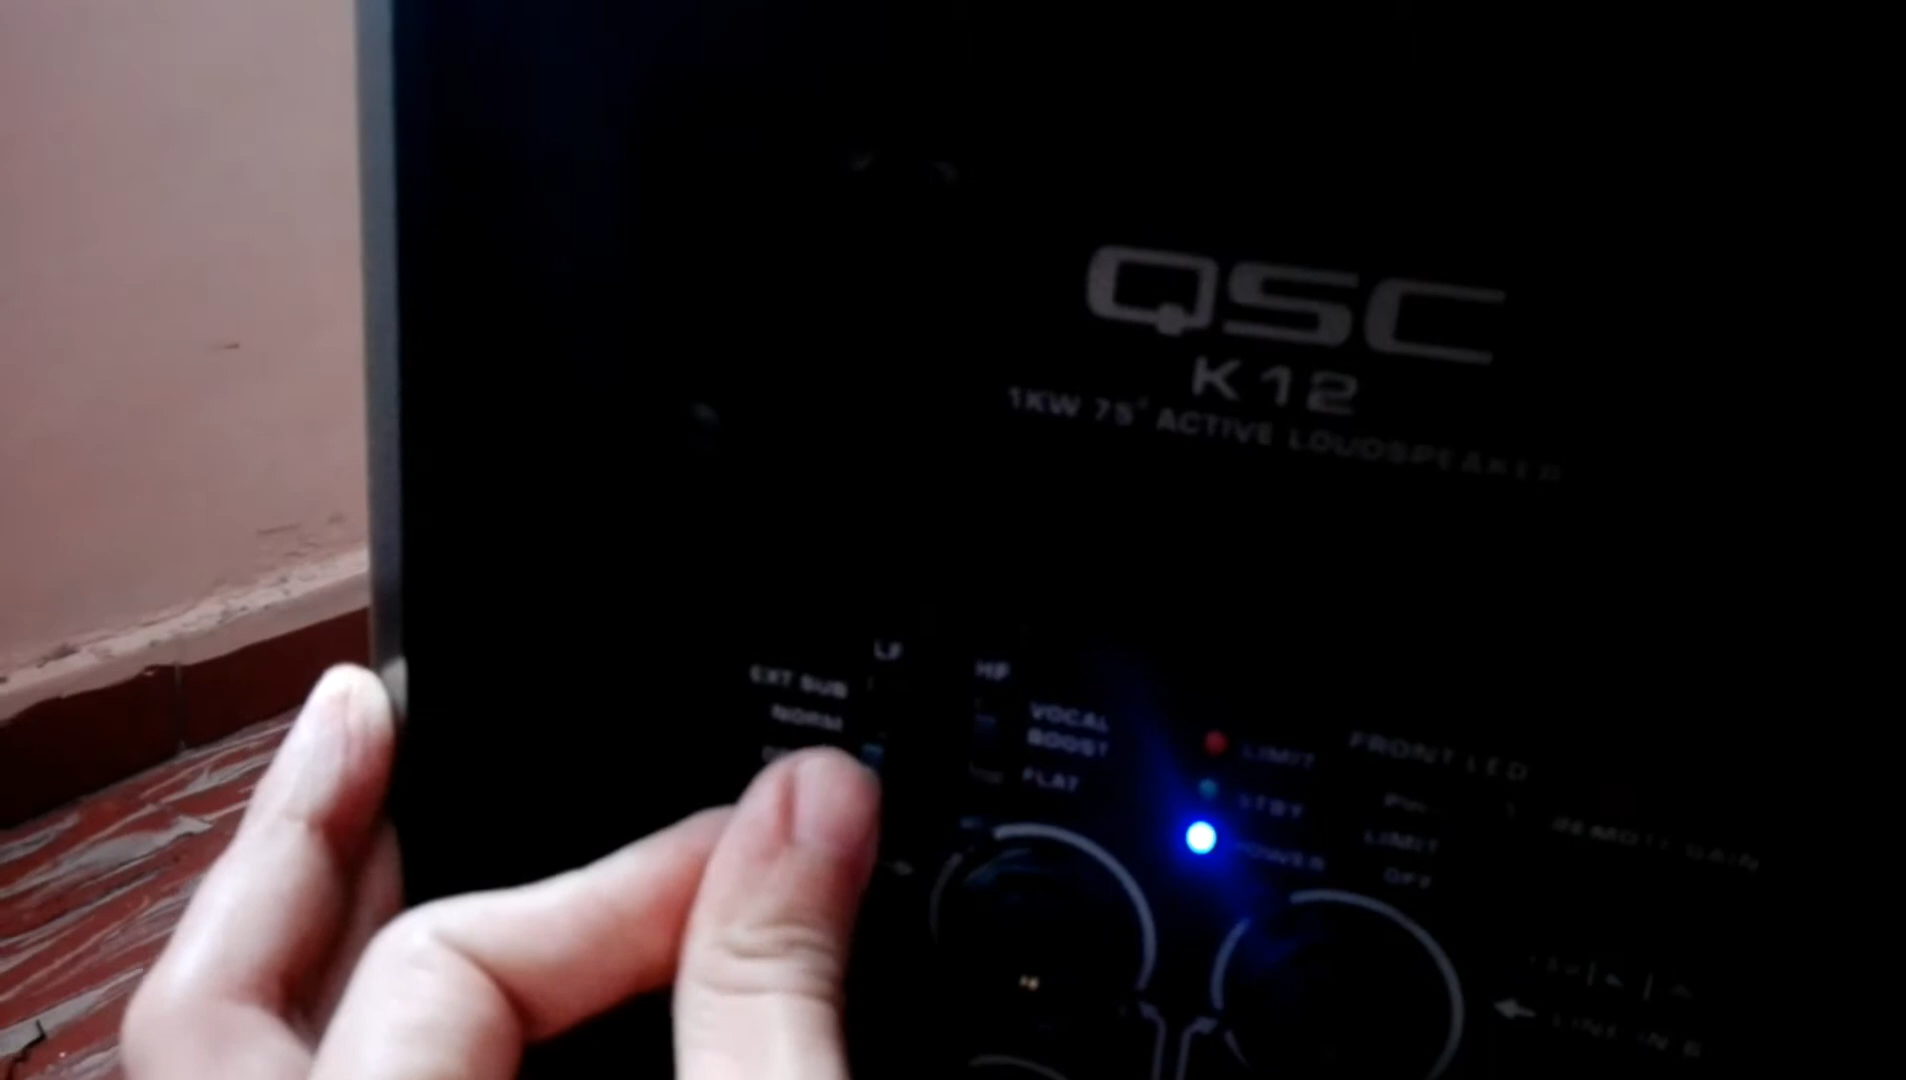 QSC
K12
1KW 75° ACTIVE LOUDSPEAKER
LF
HF
EXT SUB
NORM
VOCAL
BOOST
FLAT
LIMIT
STBY
POWER
FRONT LED
LIMIT
OFF
REMOTE GAIN
LINE IN B